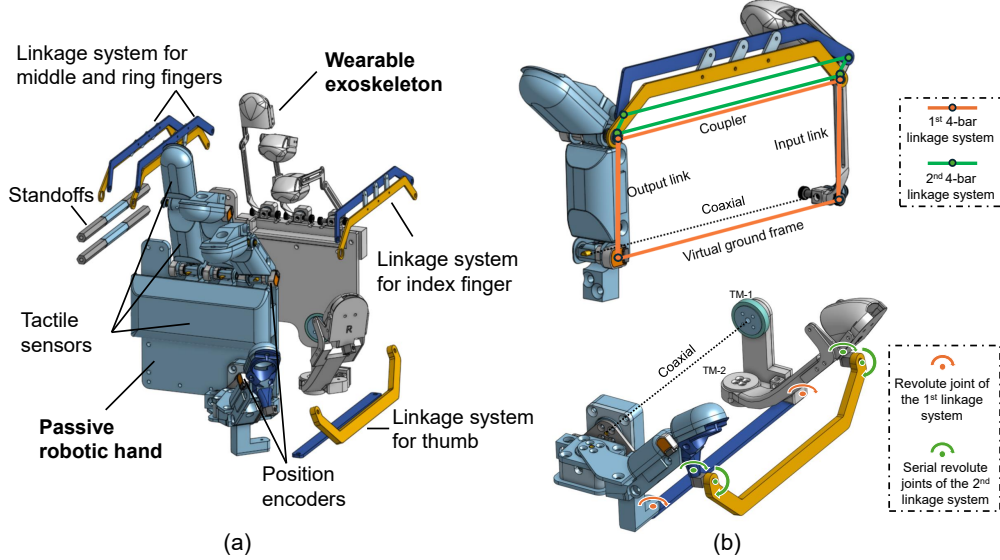 Linkage system for
middle and ring fingers
Wearable
exoskeleton
Standoffs
Linkage system
for index finger
Tactile
sensors
R
Passive
robotic hand
Linkage system
for thumb
Position
encoders
(a)
Coupler
Input link
Output link
Coaxial
Virtual ground frame
1st 4-bar
linkage system
2nd 4-bar
linkage system
TM-1
Coaxial
TM-2
Revolute joint of
the 1st linkage
system
Serial revolute
joints of the 2nd
linkage system
(b)